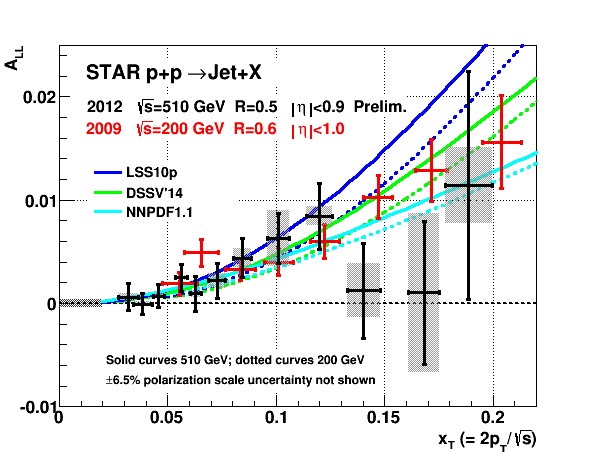 A_LL
STAR p+p →Jet+X
2012 √s=510 GeV R=0.5 |η|<0.9 Prelim.
2009 √s=200 GeV R=0.6 |η|<1.0
LSS10p
DSSV'14
NNPDF1.1
0.02
0.01
0
-0.01
Solid curves 510 GeV; dotted curves 200 GeV
±6.5% polarization scale uncertainty not shown
0 0.05 0.1 0.15 0.2
x_T (= 2p_T/√s)